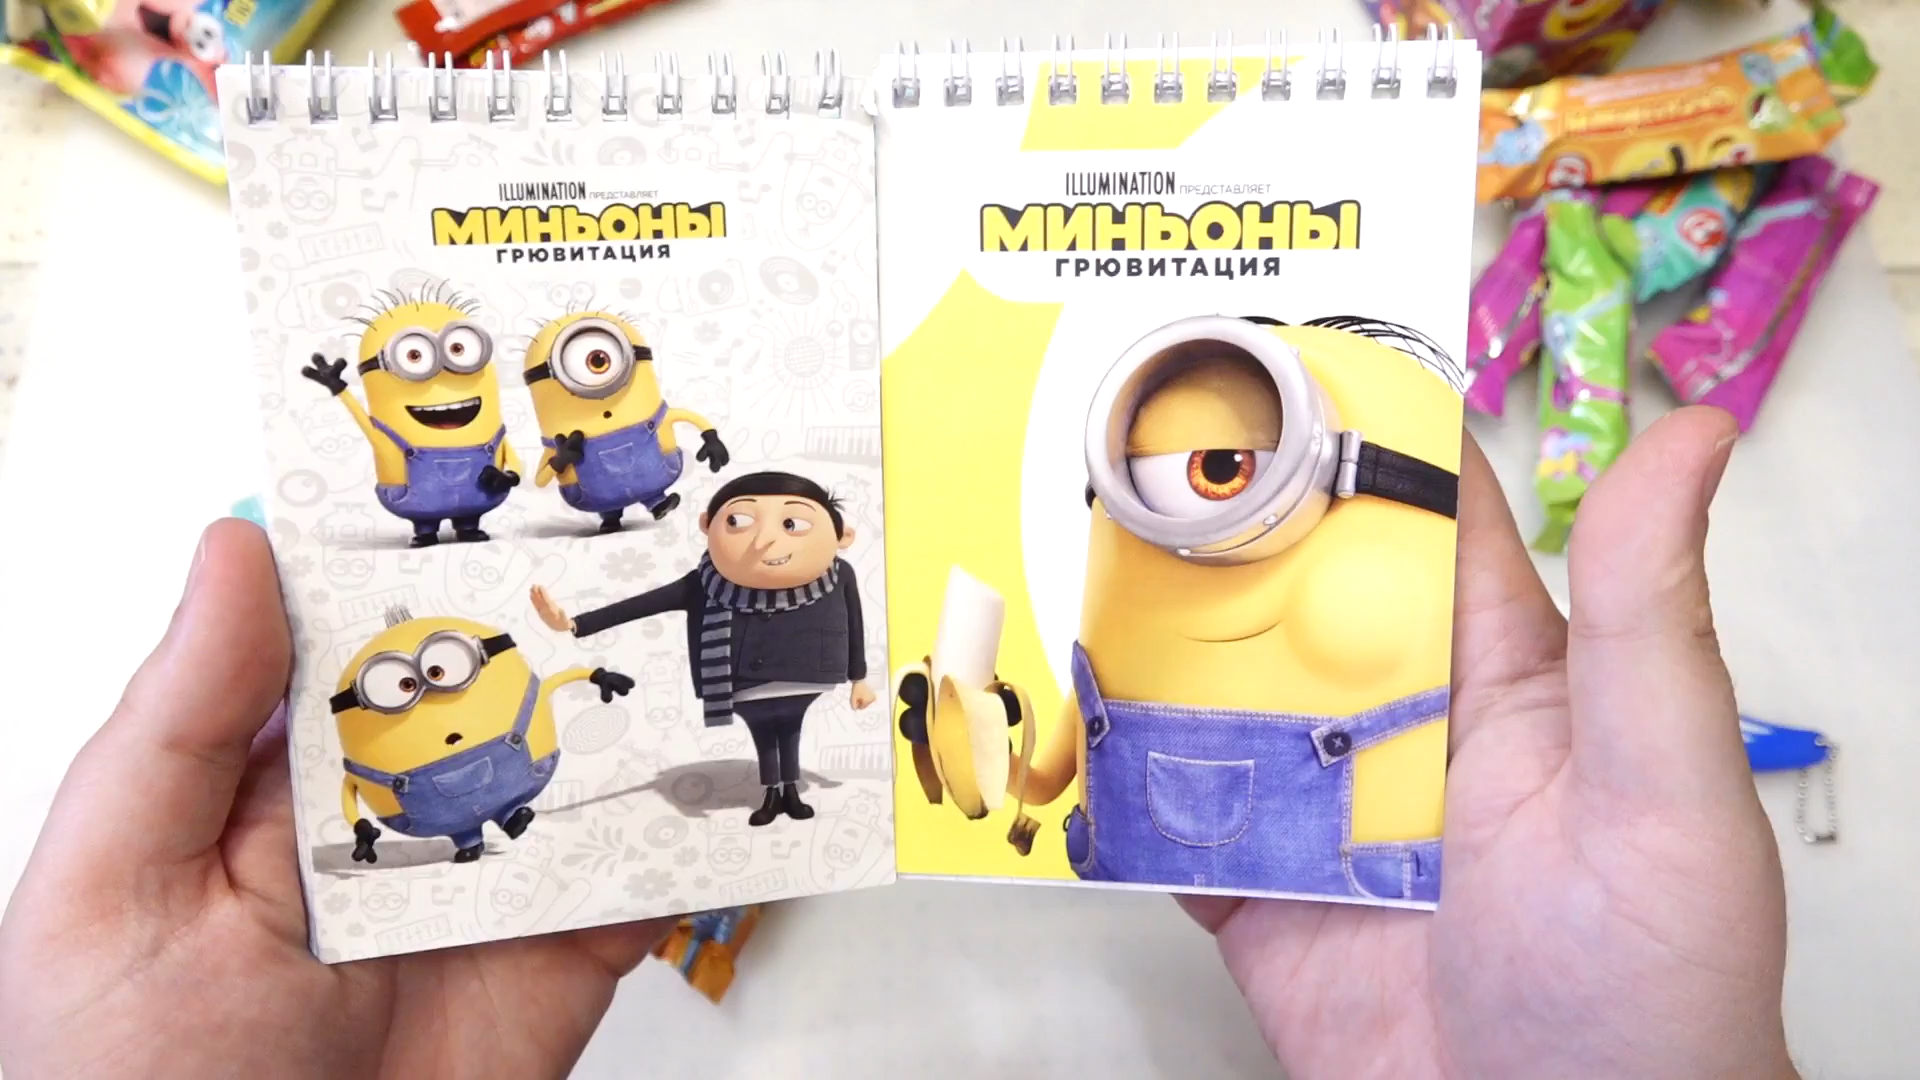 ILLUMINATION ПРЕДСТАВЛЯЕТ
МИНЬОНЫ
ГРЮВИТАЦИЯ
ILLUMINATION ПРЕДСТАВЛЯЕТ
МИНЬОНЫ
ГРЮВИТАЦИЯ